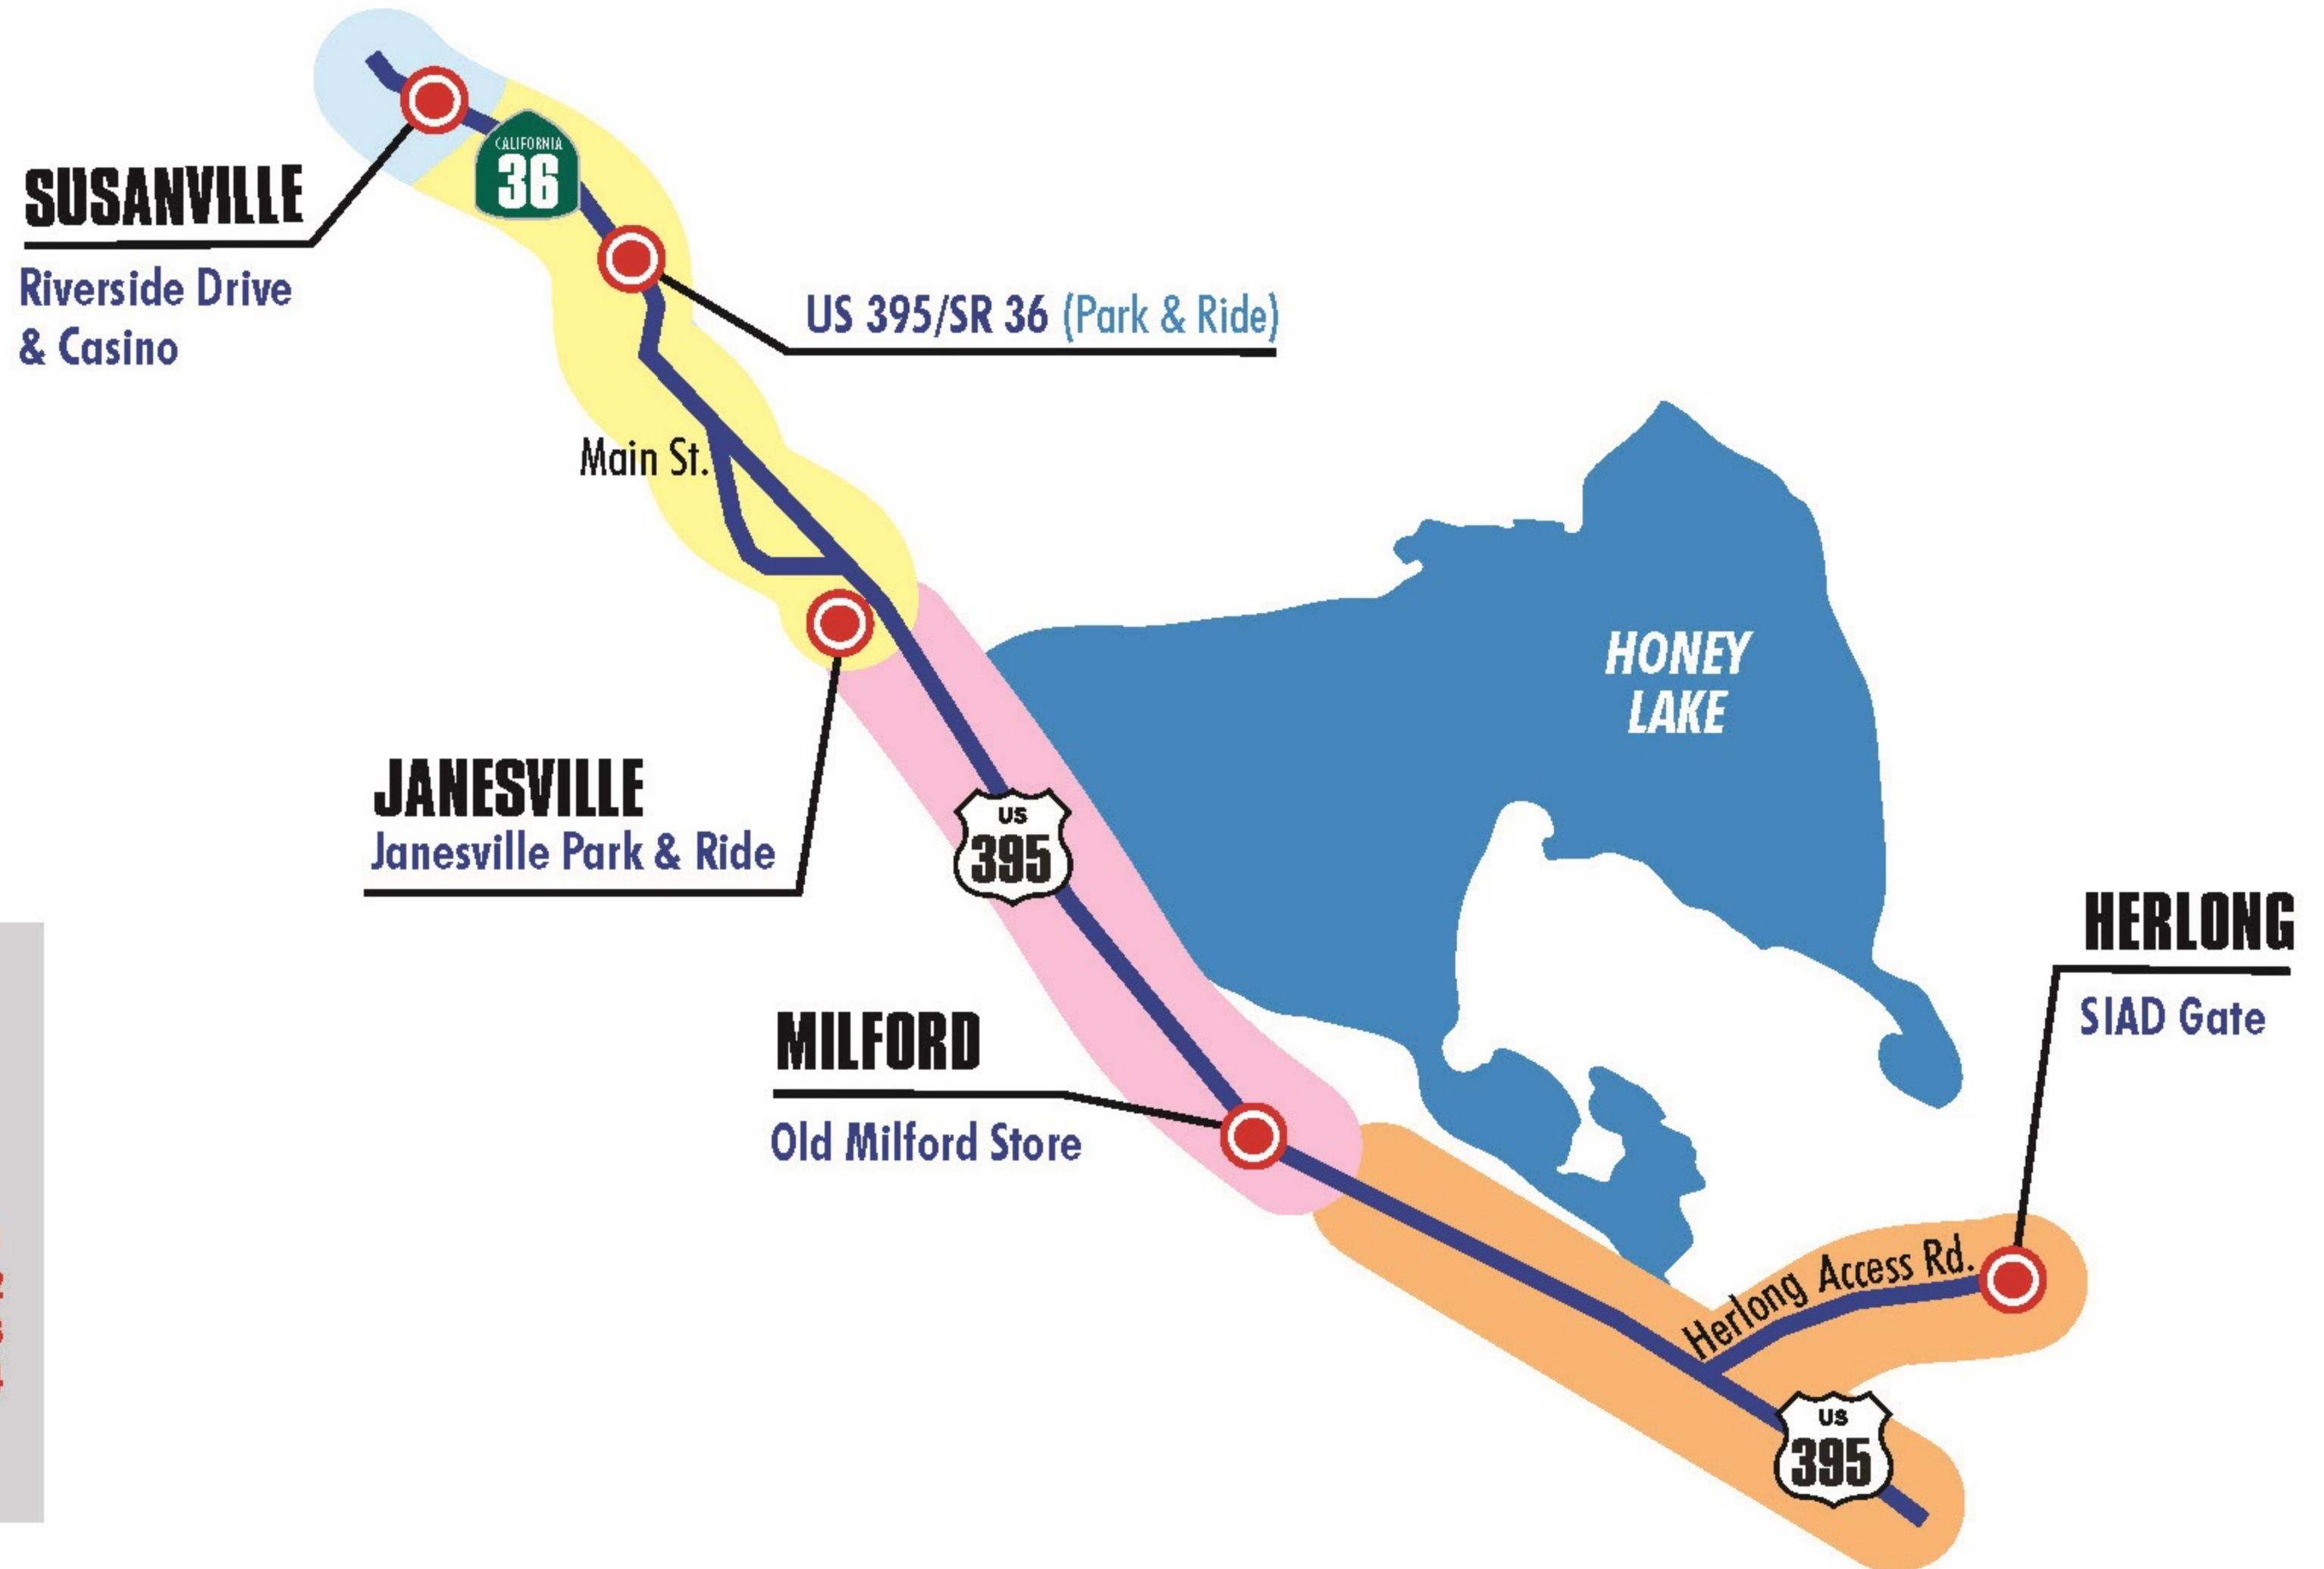 SUSANVILLE
Riverside Drive
& Casino
CALIFORNIA
36
US 395/SR 36 (Park & Ride)
Main St.
HONEY
LAKE
JANESVILLE
Janesville Park & Ride
US
395
MILFORD
Old Milford Store
HERLONG
SIAD Gate
Herlong Access Rd.
US
395